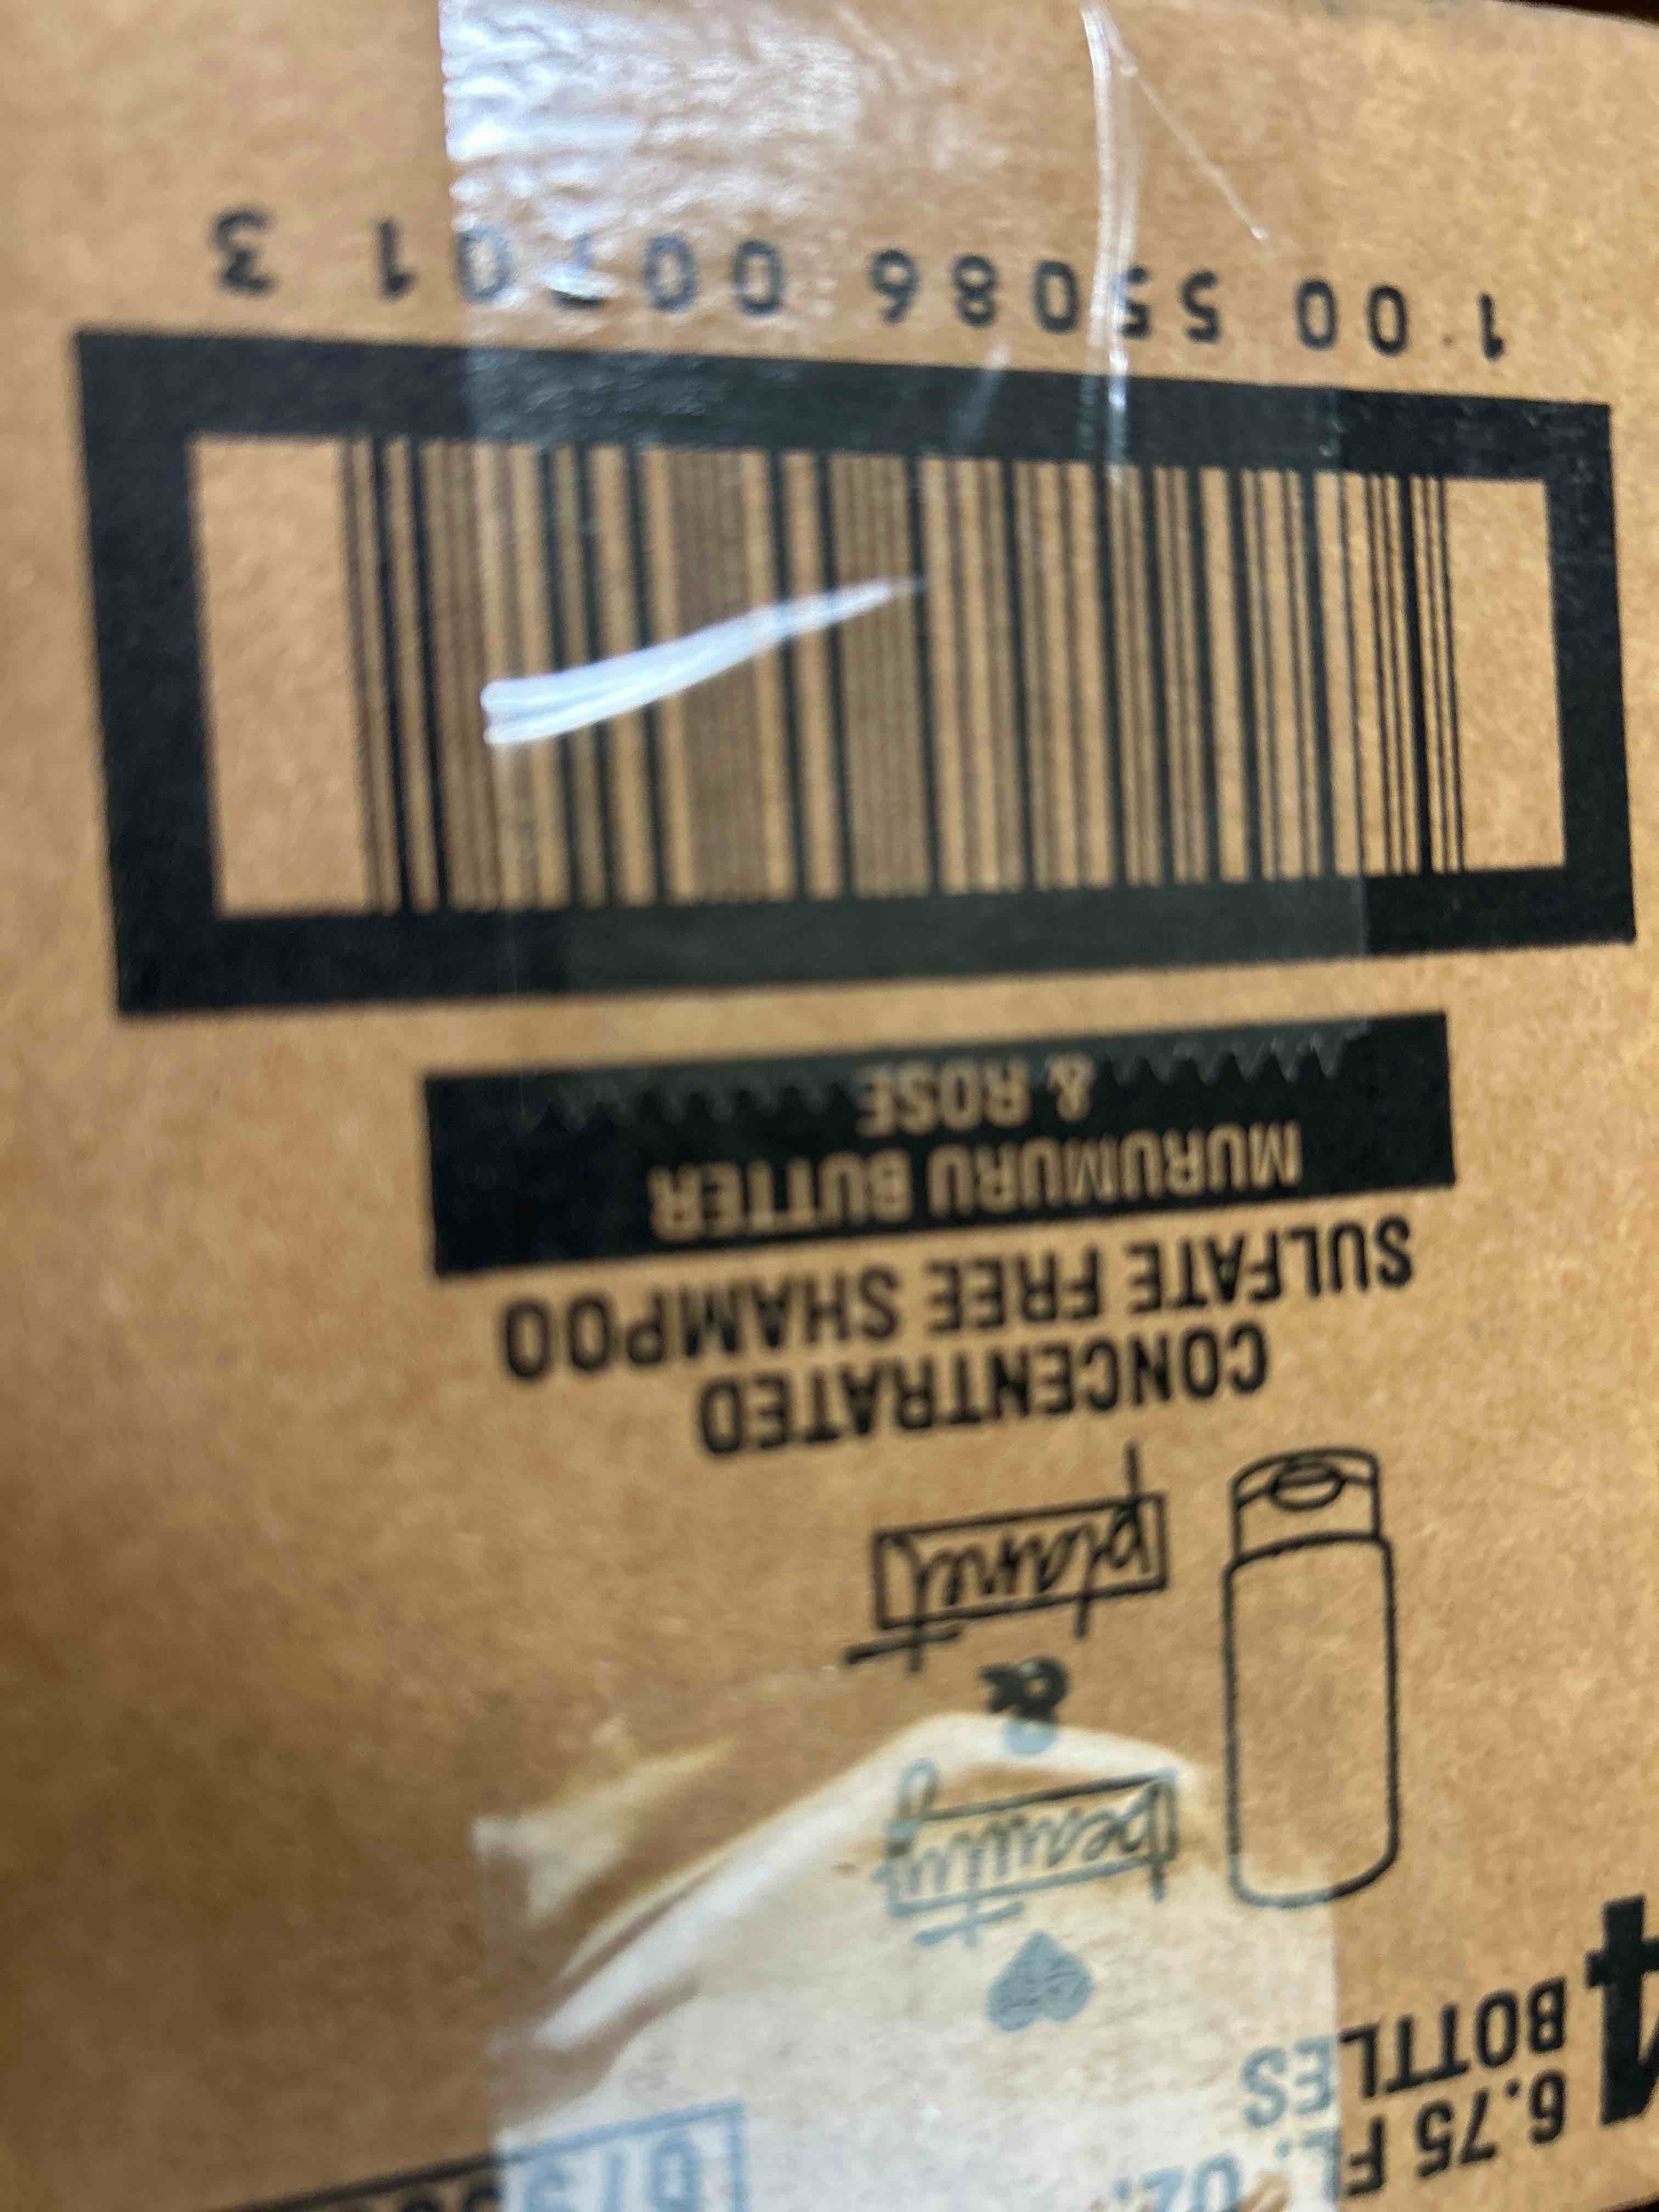 4 6.75 FL. OZ.
BOTTLES
beauty
&
planet
CONCENTRATED
SULFATE FREE SHAMPOO
MURUMURU BUTTER
& ROSE
1 00 55086 00701 3